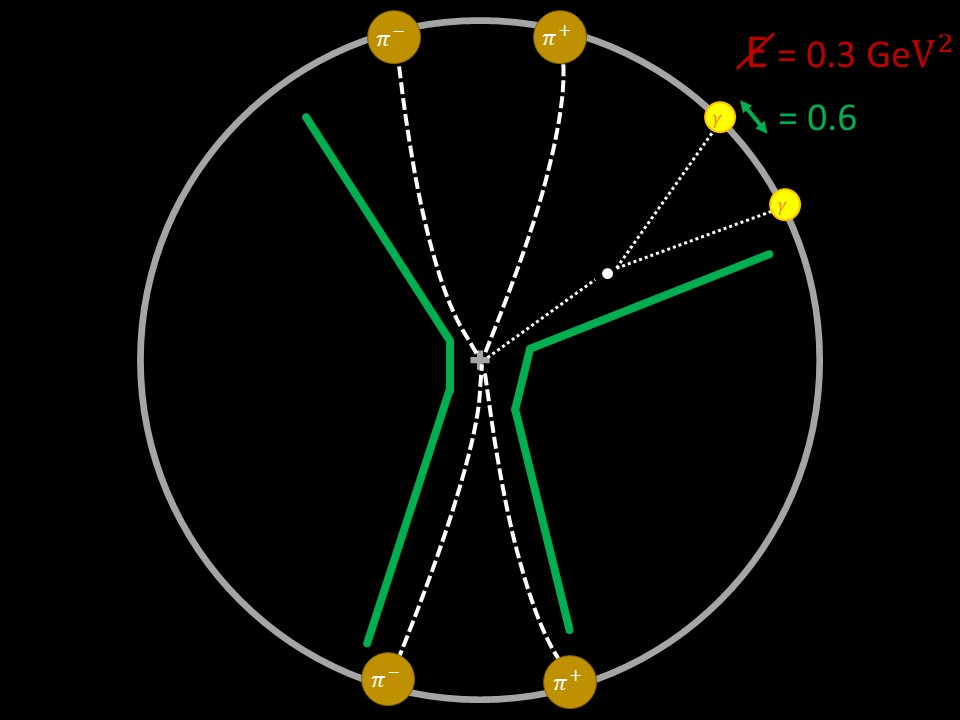 π⁻
π⁺
E̸ = 0.3 GeV²
γ
= 0.6
γ
π⁻
π⁺